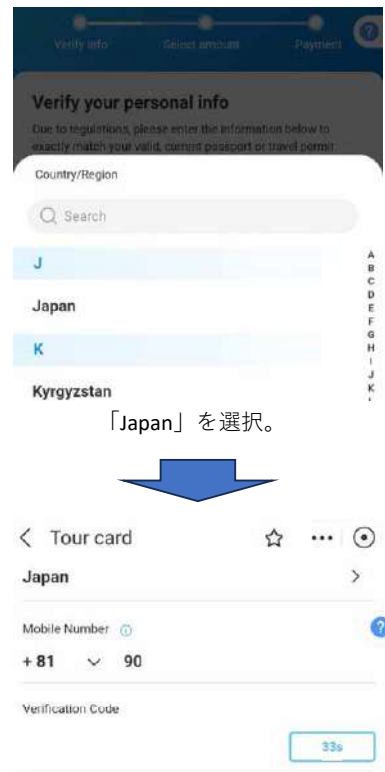 Verify info Select amount Payment ?
Verify your personal info
Due to regulations, please enter the information below to
exactly match your valid, current passport or travel permit
Country/Region
Search
J
Japan
K
Kyrgyzstan
A
B
C
D
E
F
G
H
I
J
K
「Japan」を選択。
Tour card
Japan
Mobile Number ?
+ 81 90
Verification Code
33s